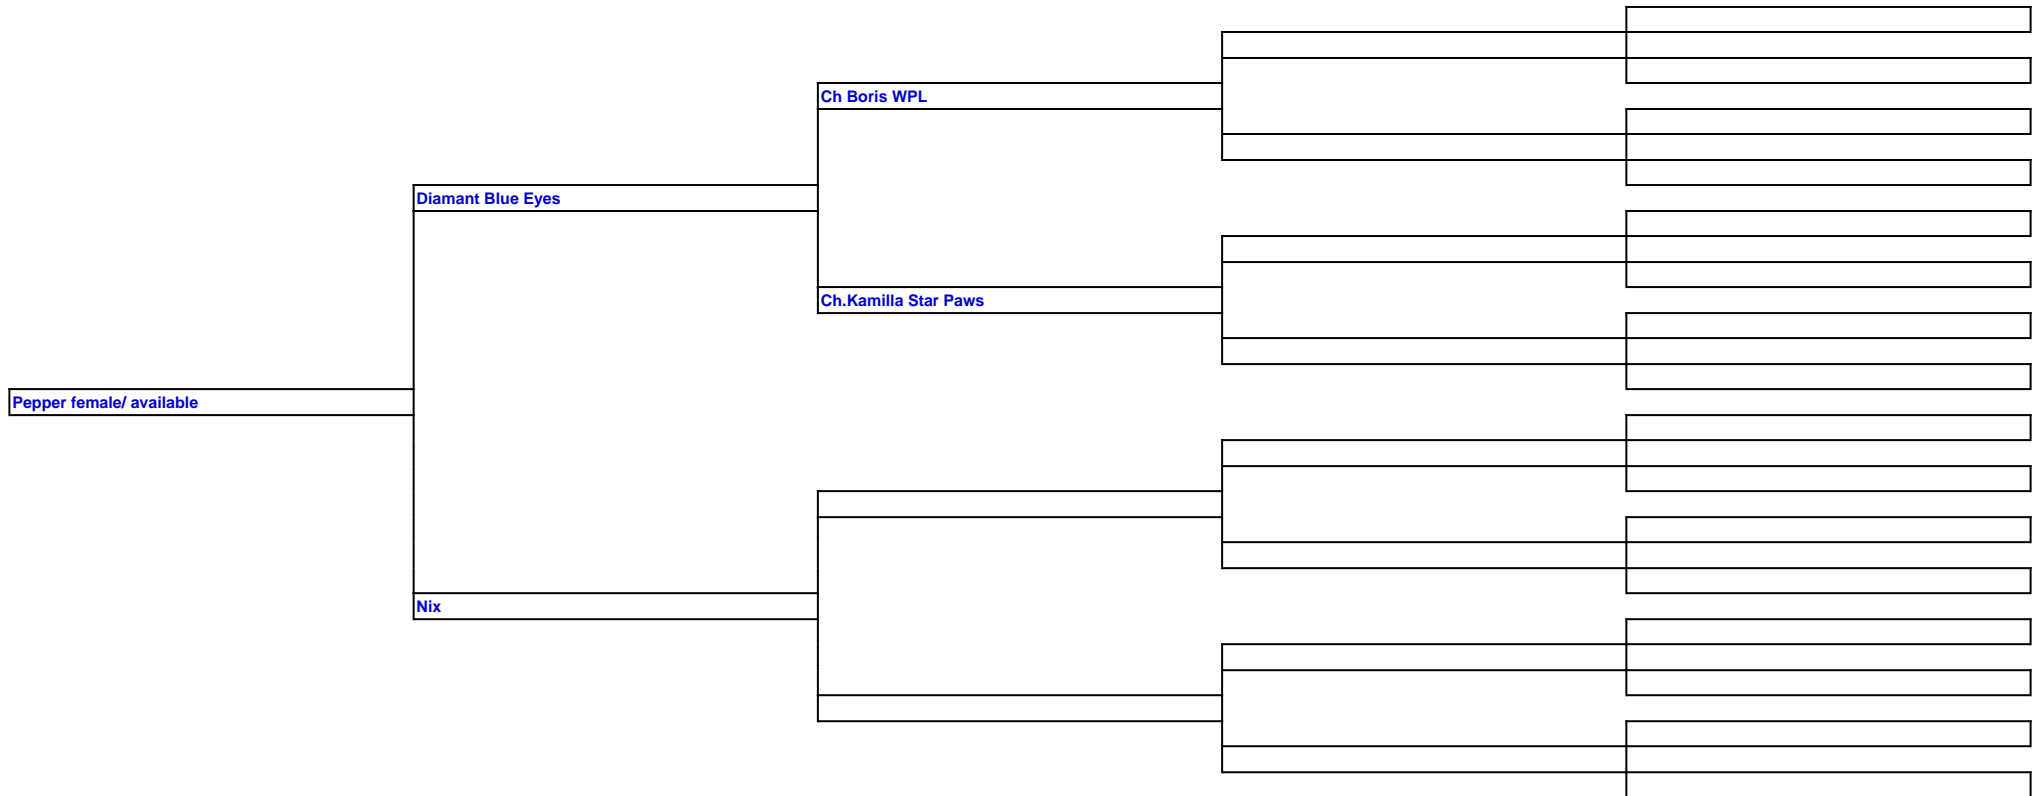 Ch Boris WPL
Diamant Blue Eyes
Ch.Kamilla Star Paws
Pepper female/ available
Nix